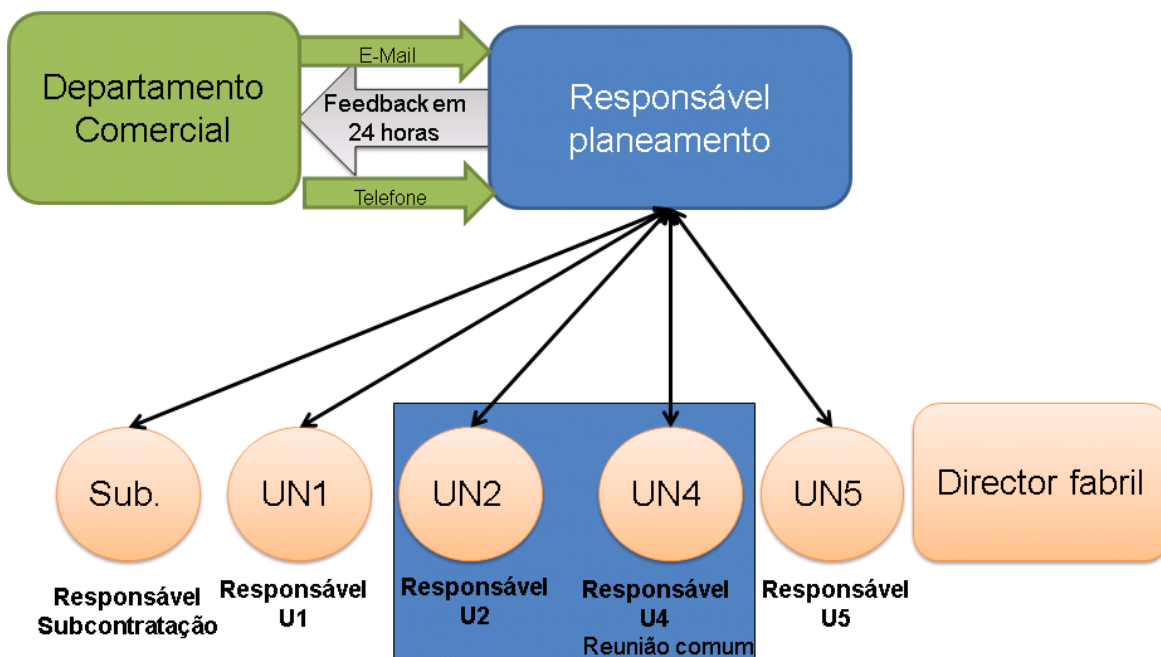 E-Mail
Departamento
Comercial
Feedback em
24 horas
Telefone
Responsável
planeamento
Sub.
UN1
UN2
UN4
UN5
Director fabril
Responsável
Subcontratação
Responsável
U1
Responsável
U2
Responsável
U4
Reunião comum
Responsável
U5